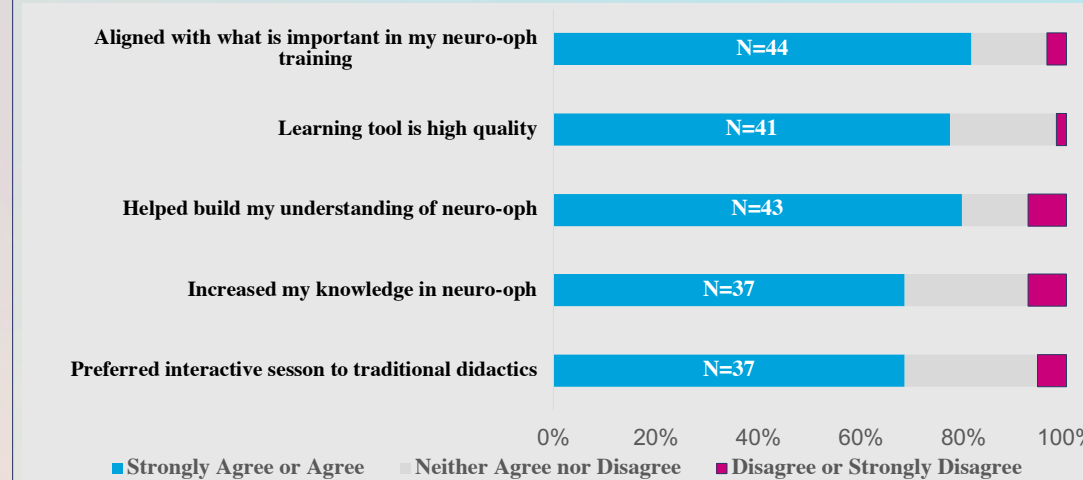 Aligned with what is important in my neuro-oph
training
N=44
Learning tool is high quality
N=41
Helped build my understanding of neuro-oph
N=43
Increased my knowledge in neuro-oph
N=37
Preferred interactive sesson to traditional didactics
N=37
0% 20% 40% 60% 80% 100%
Strongly Agree or Agree Neither Agree nor Disagree Disagree or Strongly Disagree